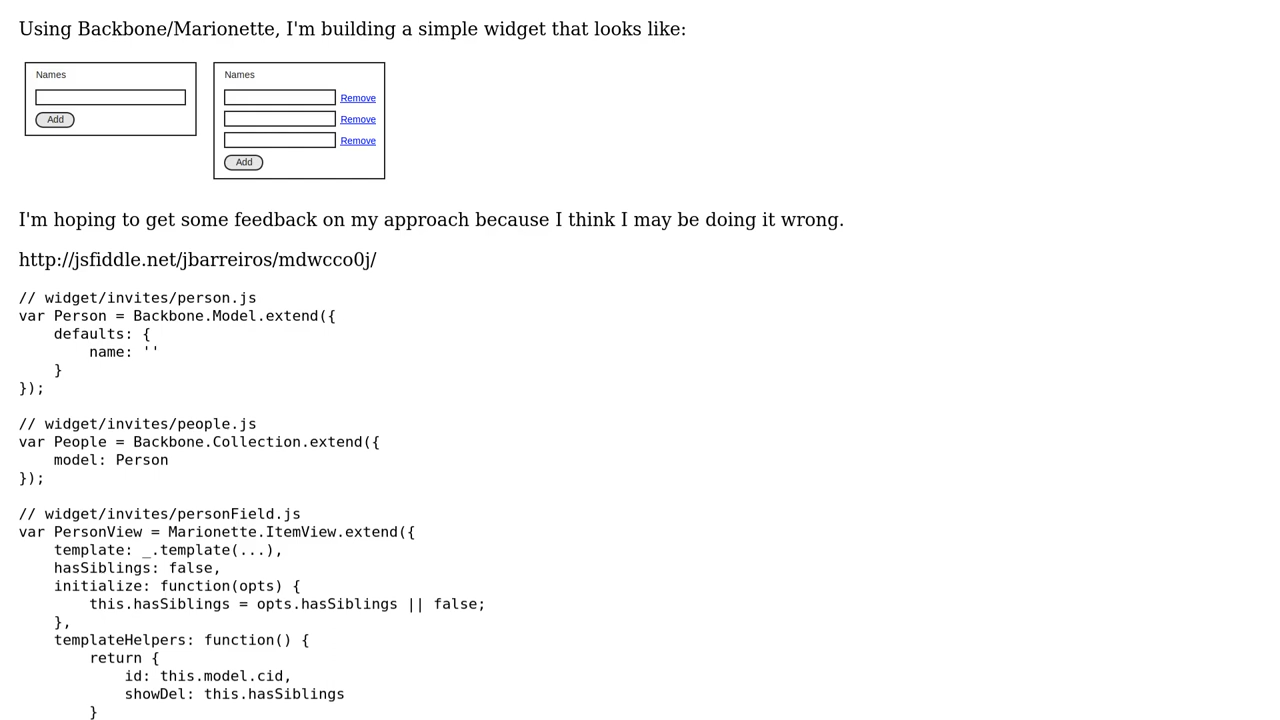 Using Backbone/Marionette, I'm building a simple widget that looks like:
Names
Add
Names
Remove
Remove
Remove
Add
I'm hoping to get some feedback on my approach because I think I may be doing it wrong.
http://jsfiddle.net/jbarreiros/mdwcco0j/
// widget/invites/person.js
var Person = Backbone.Model.extend({
    defaults: {
        name: ''
    }
});
// widget/invites/people.js
var People = Backbone.Collection.extend({
    model: Person
});
// widget/invites/personField.js
var PersonView = Marionette.ItemView.extend({
    template: _.template(...),
    hasSiblings: false,
    initialize: function(opts) {
        this.hasSiblings = opts.hasSiblings || false;
    },
    templateHelpers: function() {
        return {
            id: this.model.cid,
            showDel: this.hasSiblings
        }